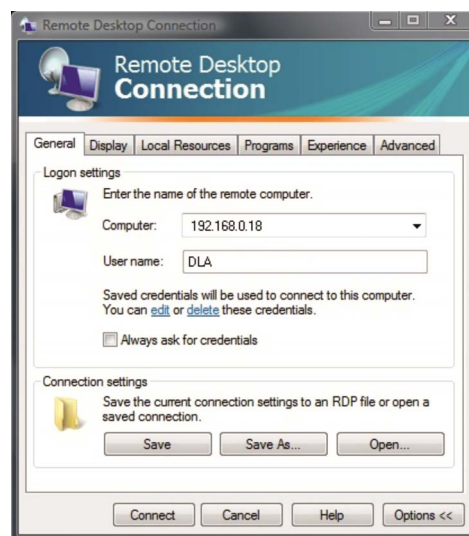 Remote Desktop Connection
Remote Desktop
Connection
General Display Local Resources Programs Experience Advanced
Logon settings
Enter the name of the remote computer.
Computer: 192.168.0.18
User name: DLA
Saved credentials will be used to connect to this computer.
You can edit or delete these credentials.
Always ask for credentials
Connection settings
Save the current connection settings to an RDP file or open a
saved connection.
Save Save As... Open...
Connect Cancel Help Options <<